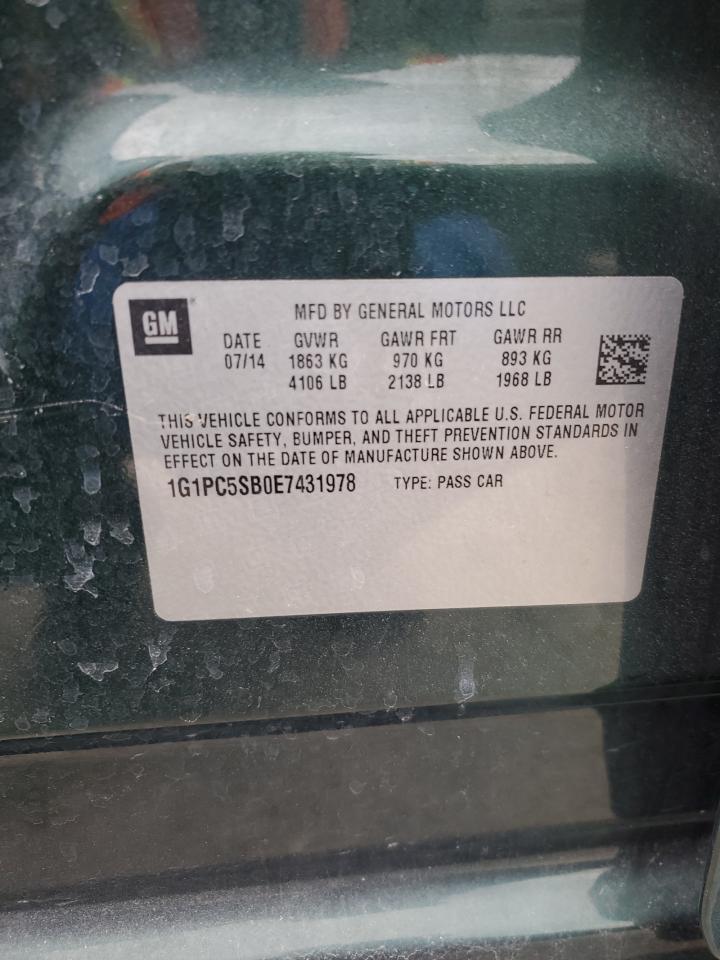 GM
MFD BY GENERAL MOTORS LLC
DATE GVWR GAWR FRT GAWR RR
07/14 1863 KG 970 KG 893 KG
4106 LB 2138 LB 1968 LB
THIS VEHICLE CONFORMS TO ALL APPLICABLE U.S. FEDERAL MOTOR
VEHICLE SAFETY, BUMPER, AND THEFT PREVENTION STANDARDS IN
EFFECT ON THE DATE OF MANUFACTURE SHOWN ABOVE.
1G1PC5SB0E7431978 TYPE: PASS CAR